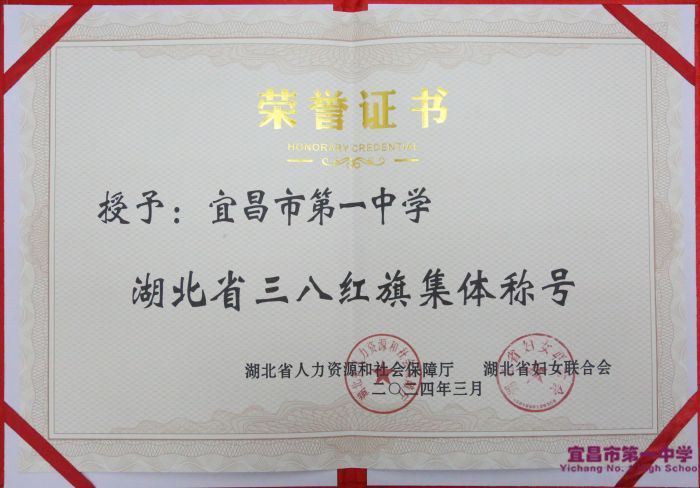 荣誉证书
HONORARY CREDENTIAL
授予：宜昌市第一中学
湖北省三八红旗集体称号
湖北省人力资源和社会保障厅 湖北省妇女联合会
二〇二四年三月
宜昌市第一中学
Yichang No. 1 High School